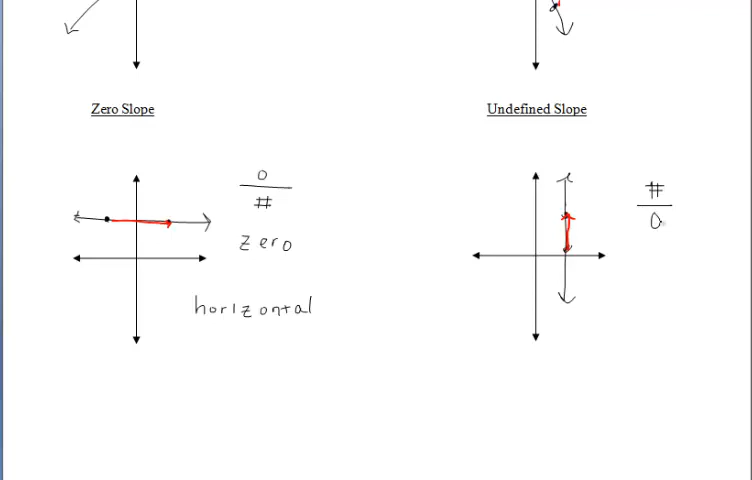 Zero Slope
0
#
zero
horizontal
Undefined Slope
#
0